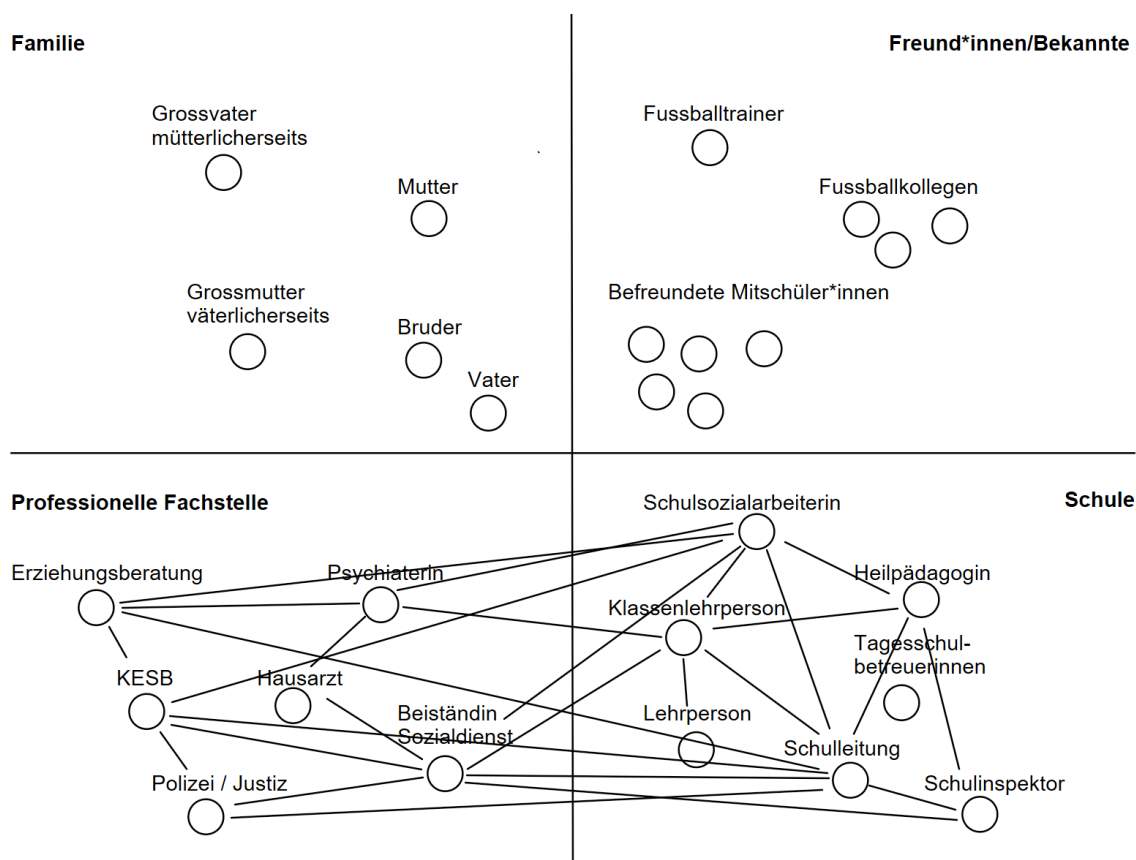 Familie
Freund*innen/Bekannte
Grossvater
mütterlicherseits
Fussballtrainer
Mutter
Fussballkollegen
Grossmutter
väterlicherseits
Befreundete Mitschüler*innen
Bruder
Vater
Professionelle Fachstelle
Schulsozialarbeiterin
Schule
Erziehungsberatung
Psychiaterin
Heilpädagogin
Klassenlehrperson
Tagesschul-
betreuerinnen
KESB
Hausarzt
Beiständin
Sozialdienst
Lehrperson
Schulleitung
Polizei / Justiz
Schulinspektor